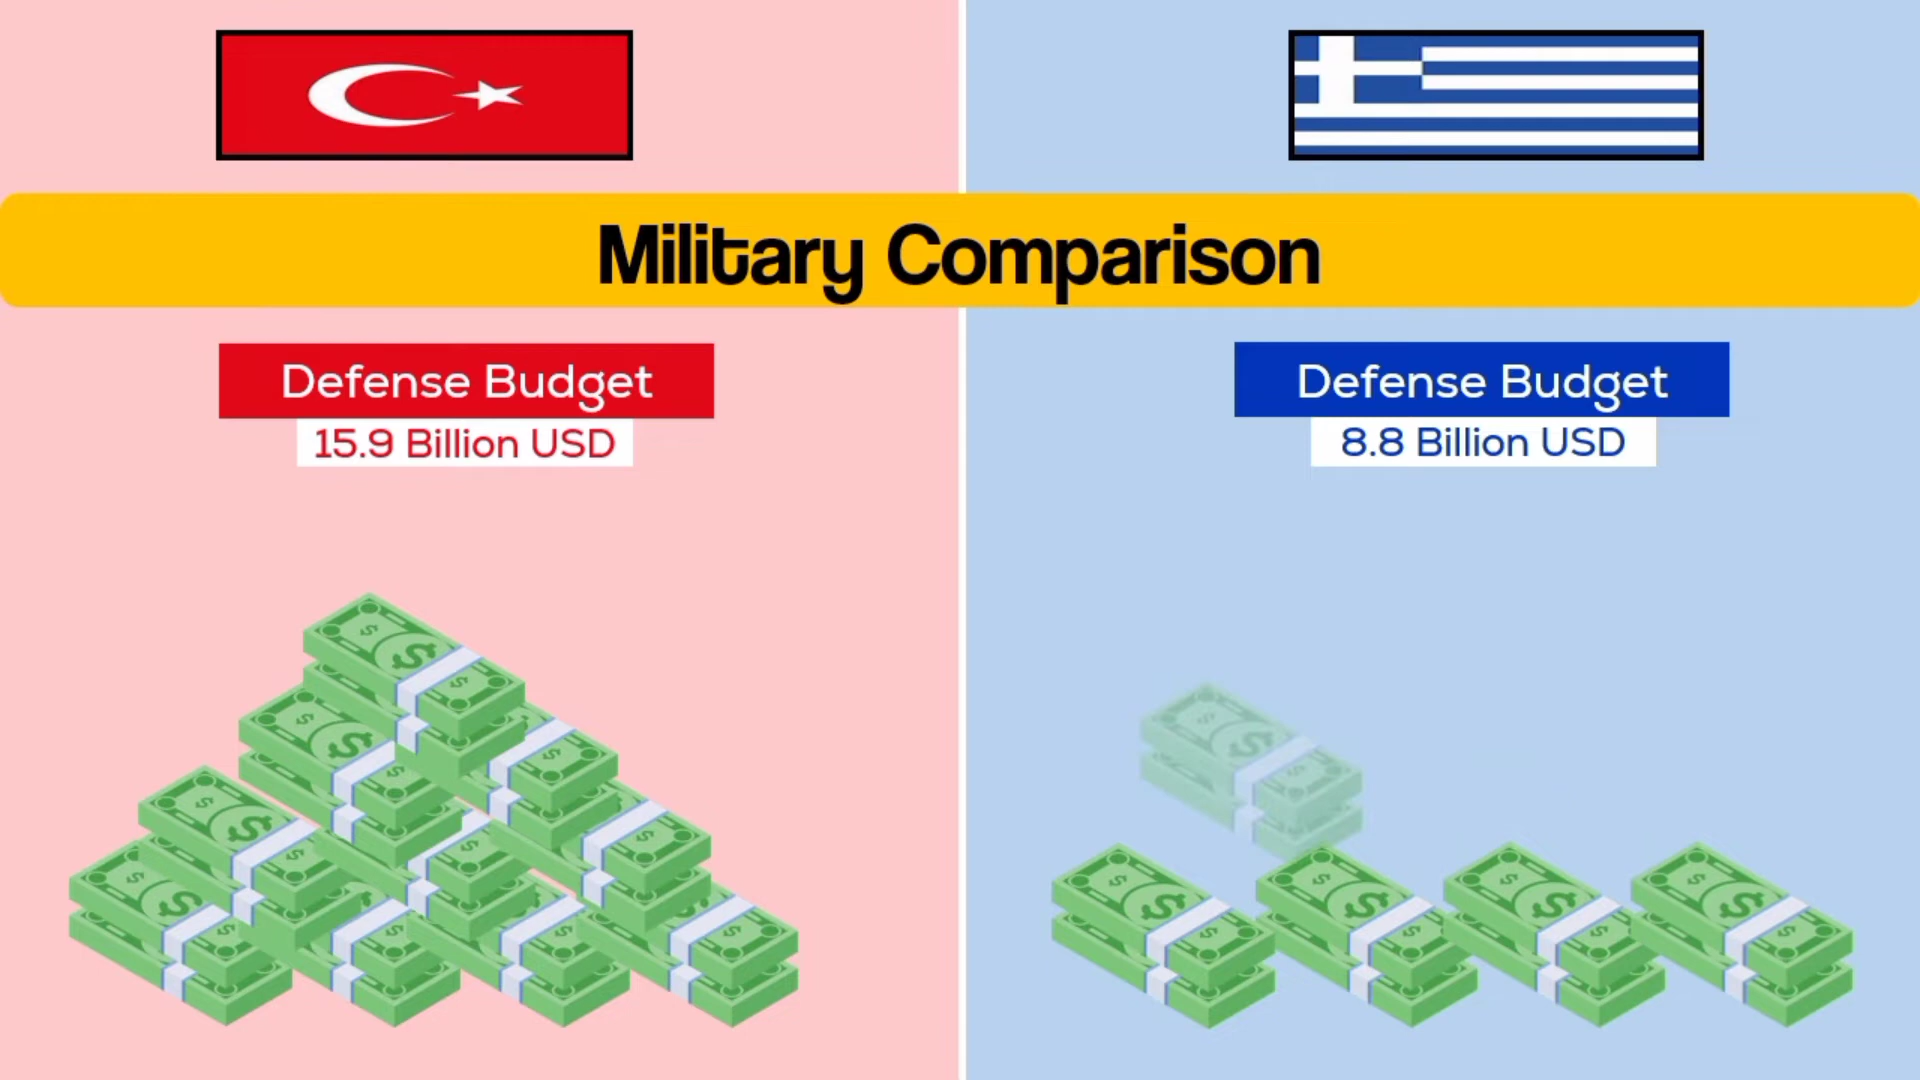 Military Comparison
Defense Budget
15.9 Billion USD
Defense Budget
8.8 Billion USD